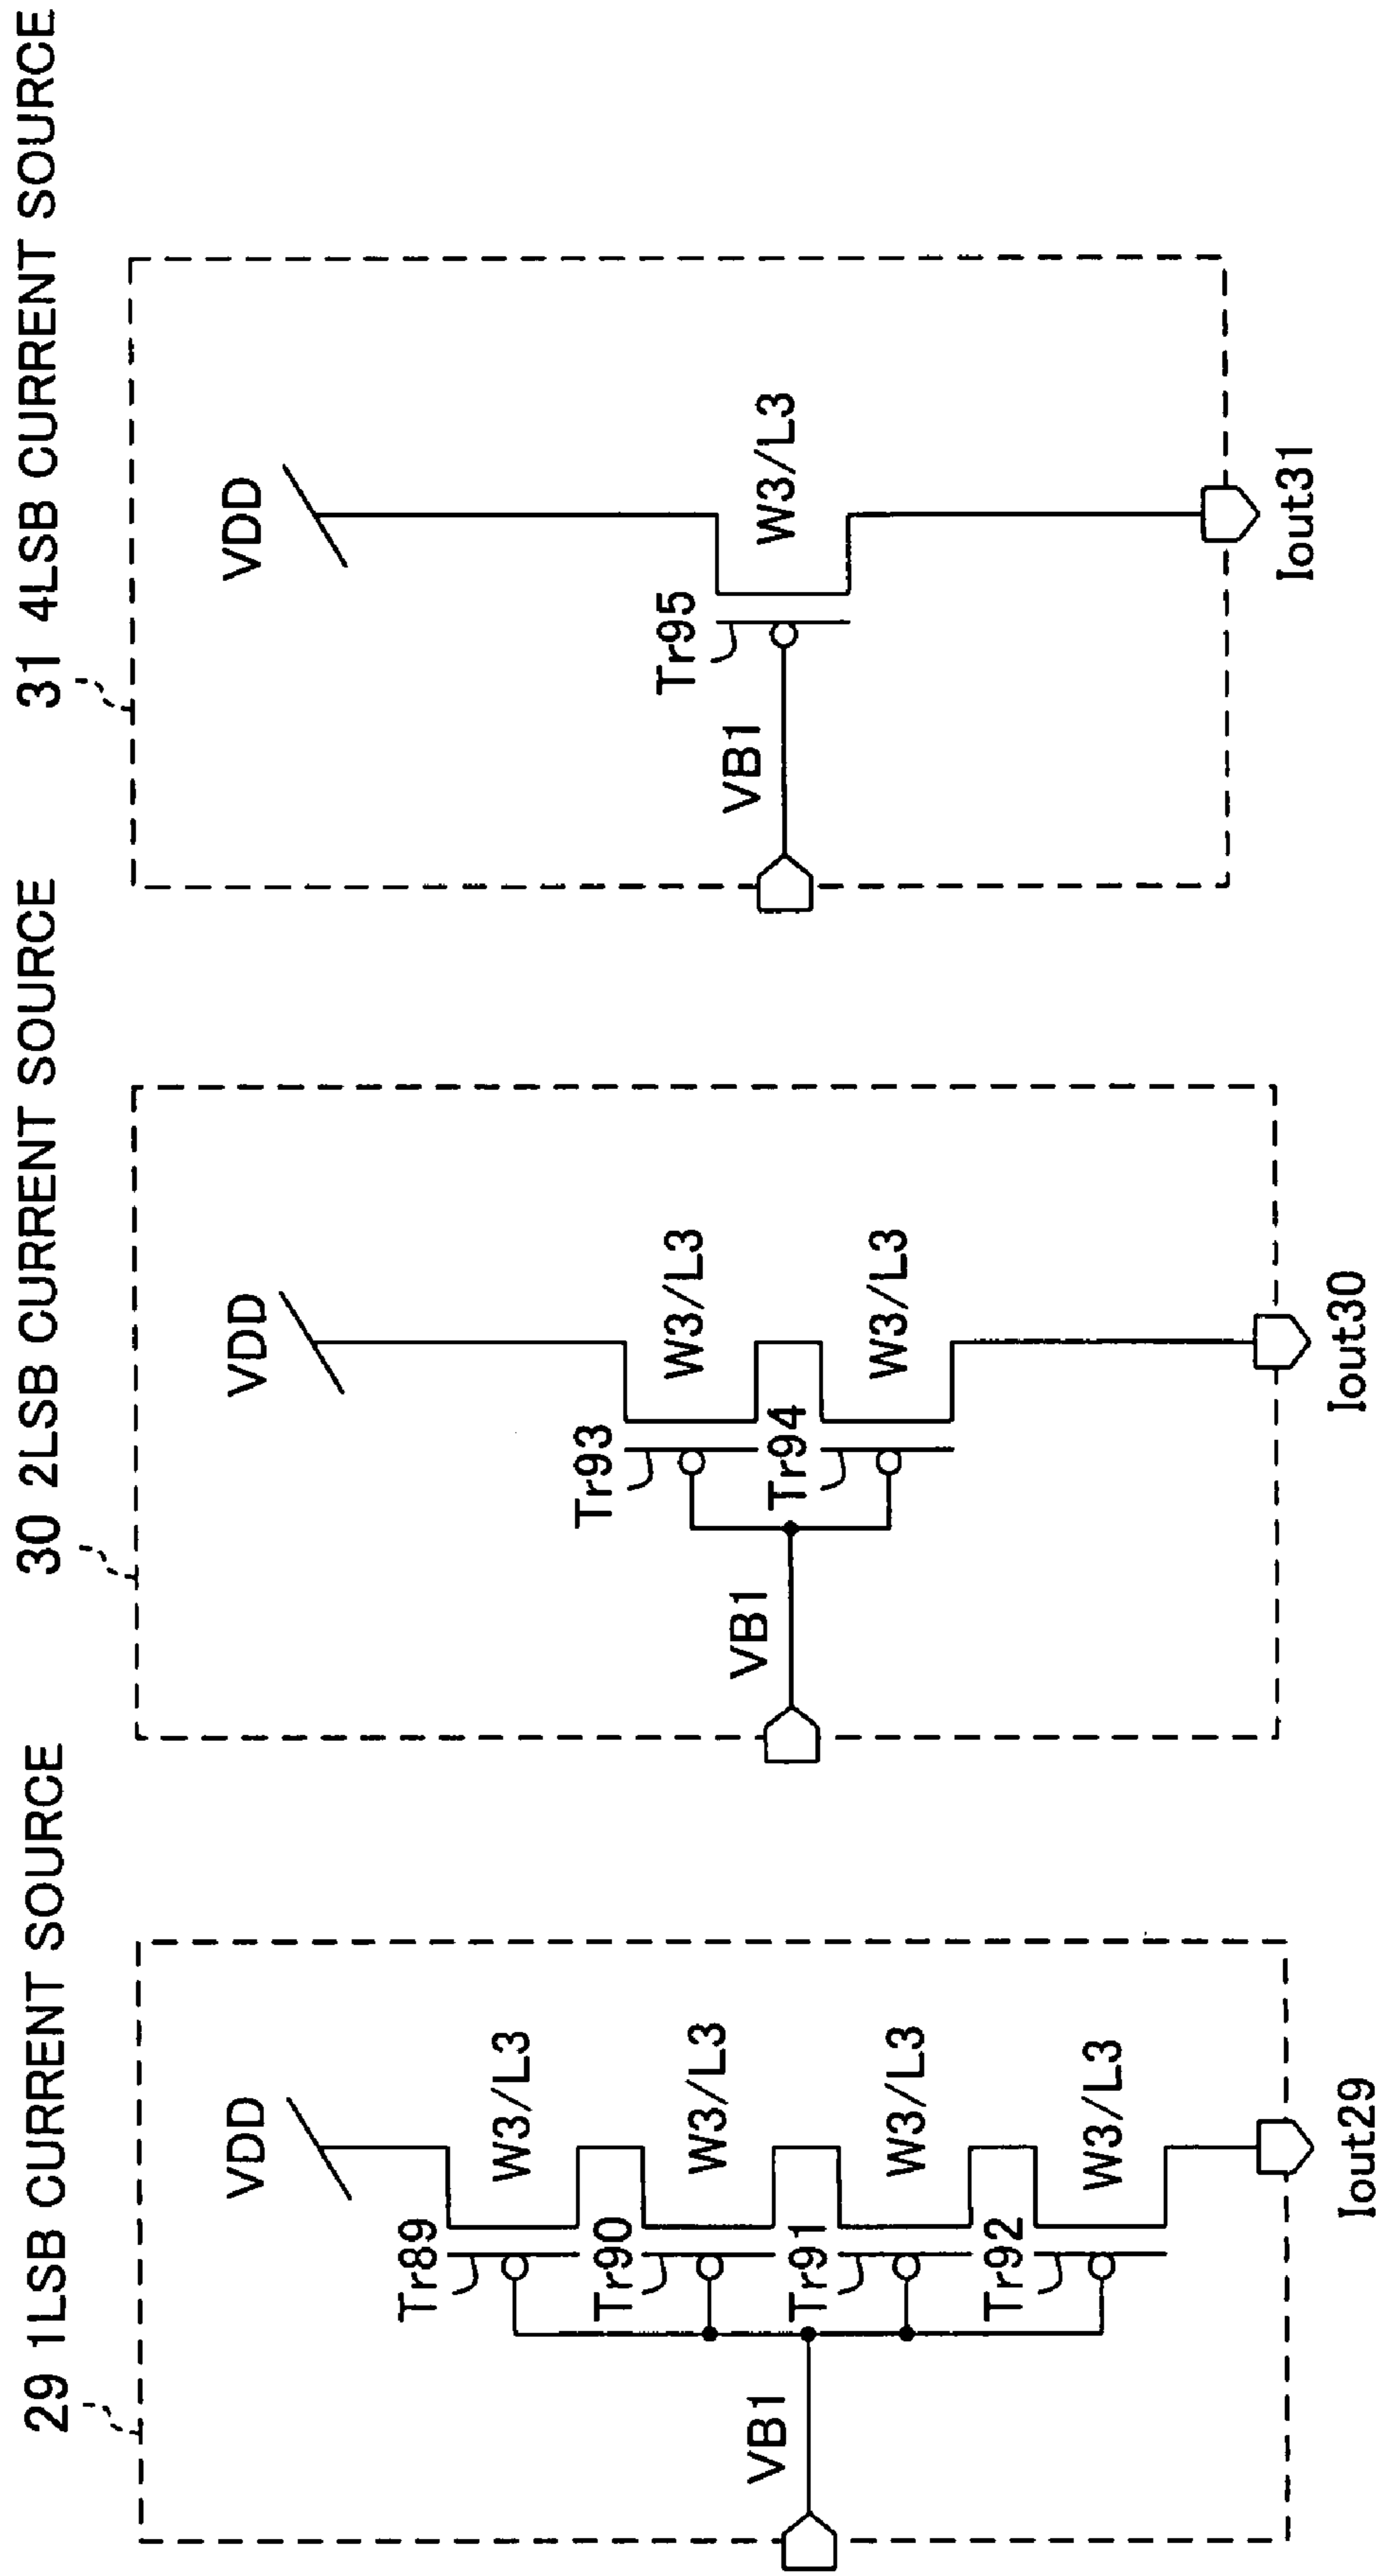 29 1LSB CURRENT SOURCE
VDD
Tr89
W3/L3
Tr90
W3/L3
VB1
Tr91
W3/L3
Tr92
W3/L3
Iout29
30 2LSB CURRENT SOURCE
VDD
Tr93
W3/L3
VB1
Tr94
W3/L3
Iout30
31 4LSB CURRENT SOURCE
VDD
Tr95
VB1
W3/L3
Iout31